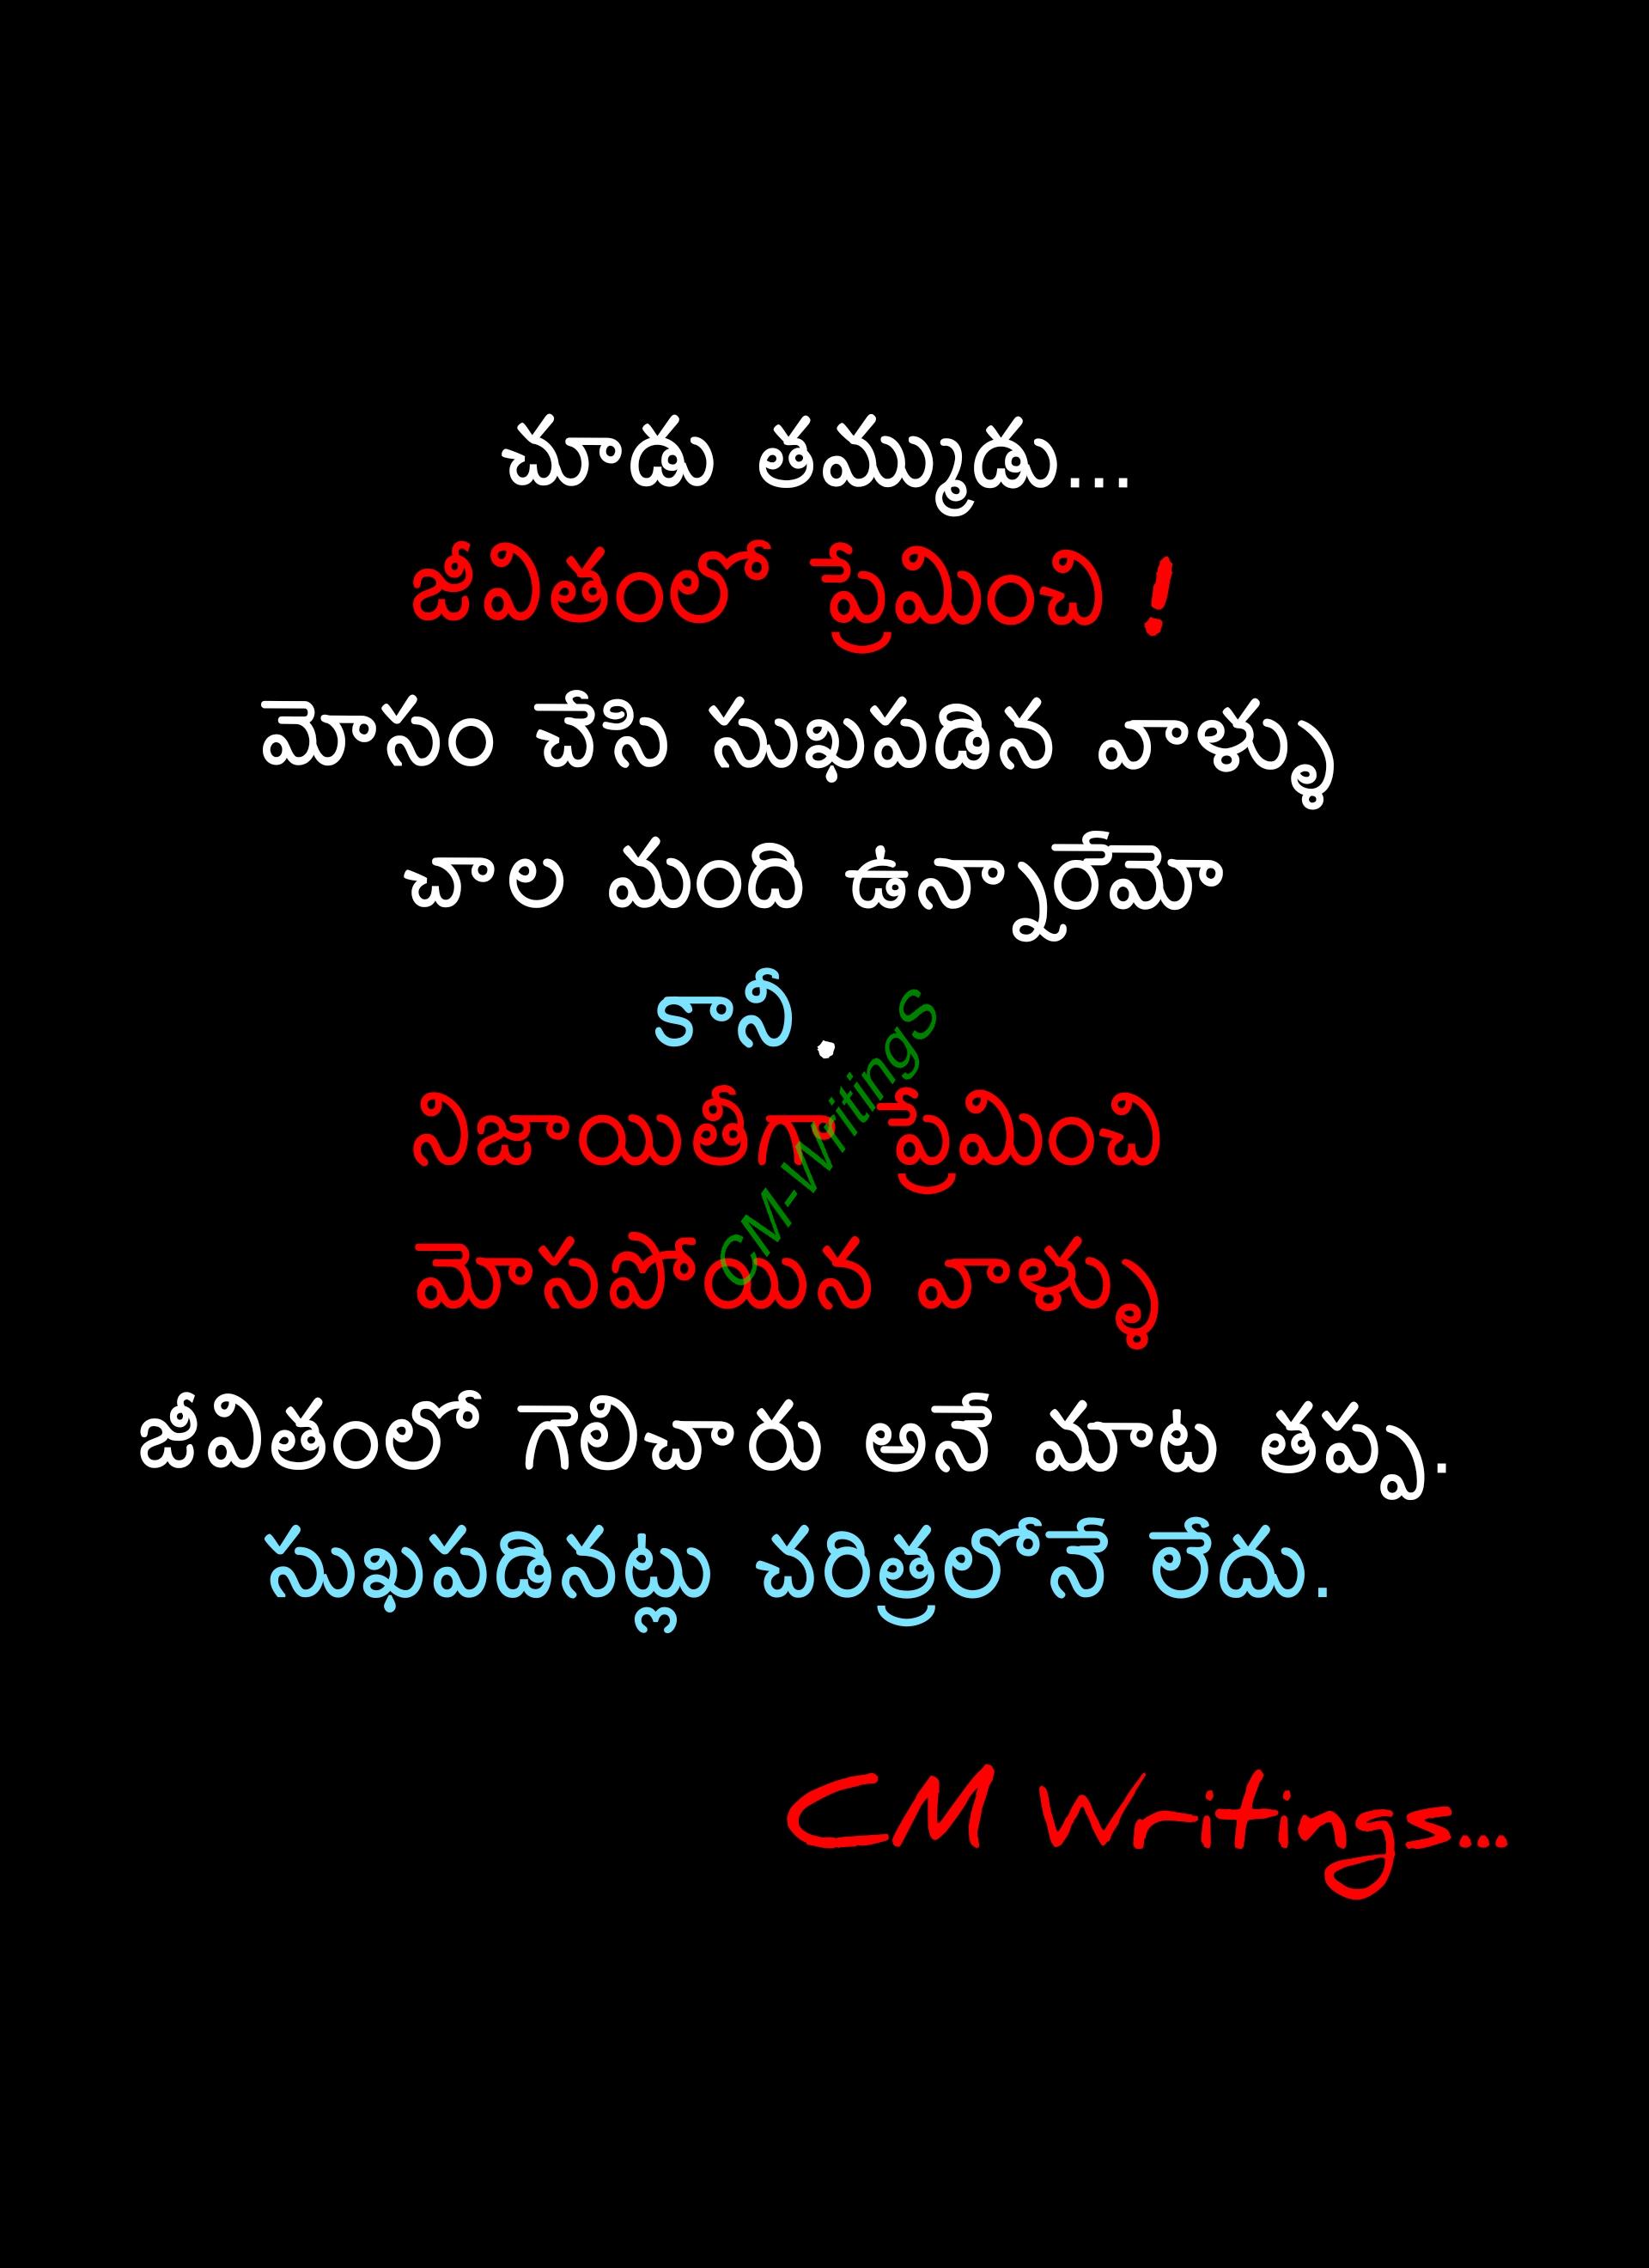 చూడు తమ్ముడు...
జీవితంలో ప్రేమించి !
మోసం చేసి సుఖపడిన వాళ్ళు
చాల మంది ఉన్నారేమో
కానీ .
నిజాయితీగా ప్రేమించి
మోసపోయిన వాళ్ళు
జీవితంలో గెలిచారు అనే మాట తప్ప.
సుఖపడినట్లు చరిత్రలోనే లేదు.
CM-WritingS
CM Writings...